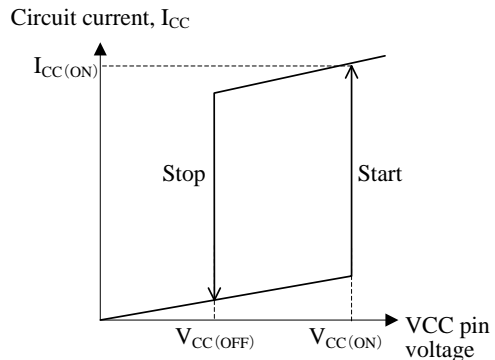 Circuit current, ICC
ICC(ON)
Stop
Start
VCC(OFF)
VCC(ON)
VCC pin
voltage